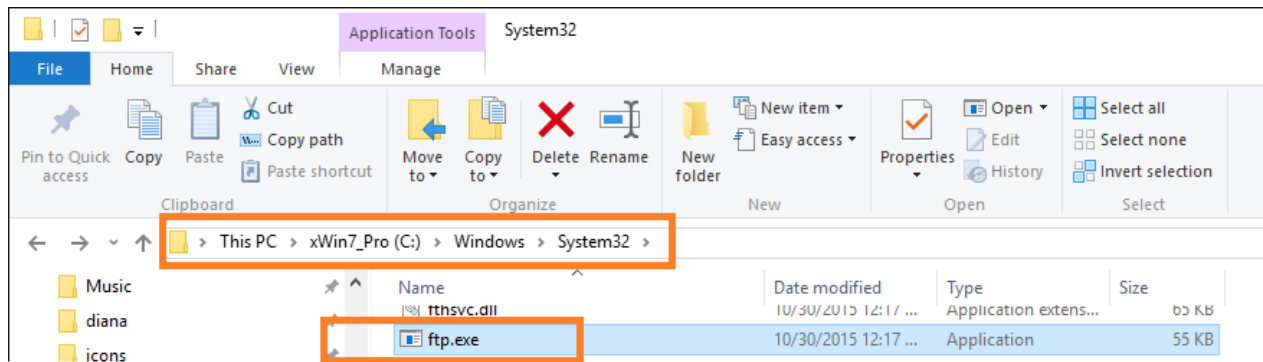 Application Tools System32
File Home Share View Manage
Pin to Quick access
Copy
Paste
Cut
Copy path
Paste shortcut
Clipboard
Move to
Copy to
Delete
Rename
Organize
New folder
New item
Easy access
New
Properties
Open
Edit
History
Open
Select all
Select none
Invert selection
Select
This PC > xWin7_Pro (C:) > Windows > System32 >
Music
diana
icons
Name Date modified Type Size
fthsvc.dll 10/30/2015 12:17 ... Application extens... 65 KB
ftp.exe 10/30/2015 12:17 ... Application 55 KB